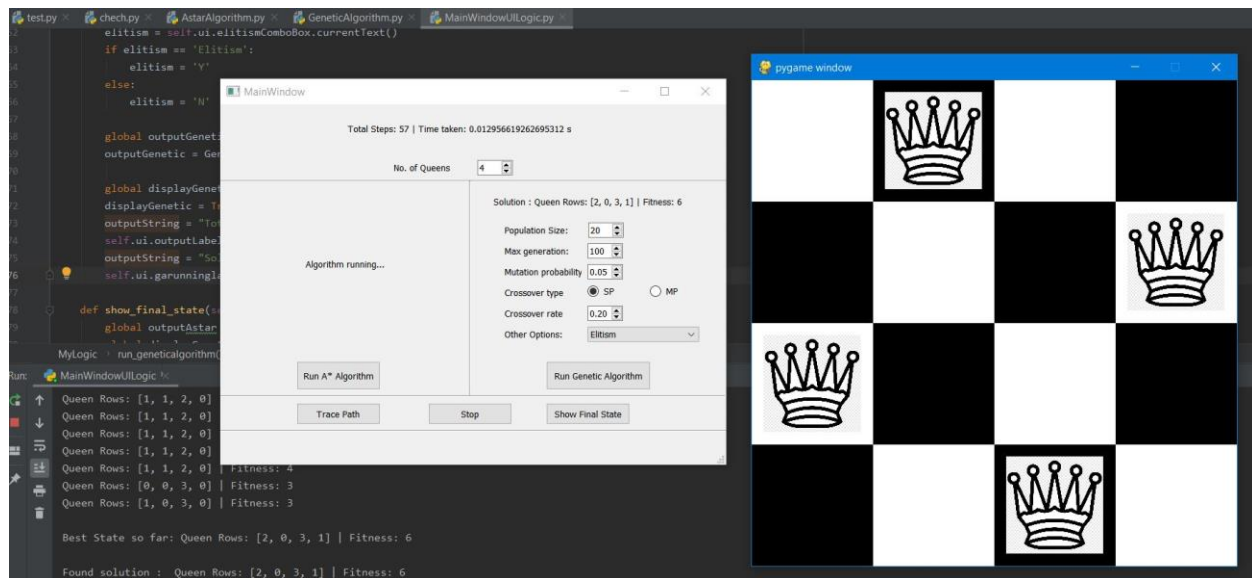 test.py
chech.py
AstarAlgorithm.py
GeneticAlgorithm.py
MainWindowUILogic.py
elitism = self.ui.elitismComboBox.currentText()
if elitism == 'Elitism':
elitism = 'Y'
else:
elitism = 'N'
global outputGeneti
outputGenetic = Gen
global displayGenet
displayGenetic = T
outputString = "Tot
self.ui.outputLabel
outputString = "Sol
76 self.ui.garunningla
77
78 def show_final_state(se
79 global outputAstar
MyLogic
run_geneticalgorithm(
MainWindow
Total Steps: 57 | Time taken: 0.012956619262695312 s
No. of Queens 4
Algorithm running...
Run A* Algorithm
Solution : Queen Rows: [2, 0, 3, 1] | Fitness: 6
Population Size: 20
Max generation: 100
Mutation probability 0.05
Crossover type SP MP
Crossover rate 0.20
Other Options: Elitism
Run Genetic Algorithm
Trace Path
Stop
Show Final State
pygame window
Run: MainWindowUILogic
Queen Rows: [1, 1, 2, 0]
Queen Rows: [1, 1, 2, 0]
Queen Rows: [1, 1, 2, 0]
Queen Rows: [1, 1, 2, 0]
Queen Rows: [1, 1, 2, 0] | Fitness: 4
Queen Rows: [0, 0, 3, 0] | Fitness: 3
Queen Rows: [1, 0, 3, 0] | Fitness: 3
Best State so far: Queen Rows: [2, 0, 3, 1] | Fitness: 6
Found solution : Queen Rows: [2, 0, 3, 1] | Fitness: 6